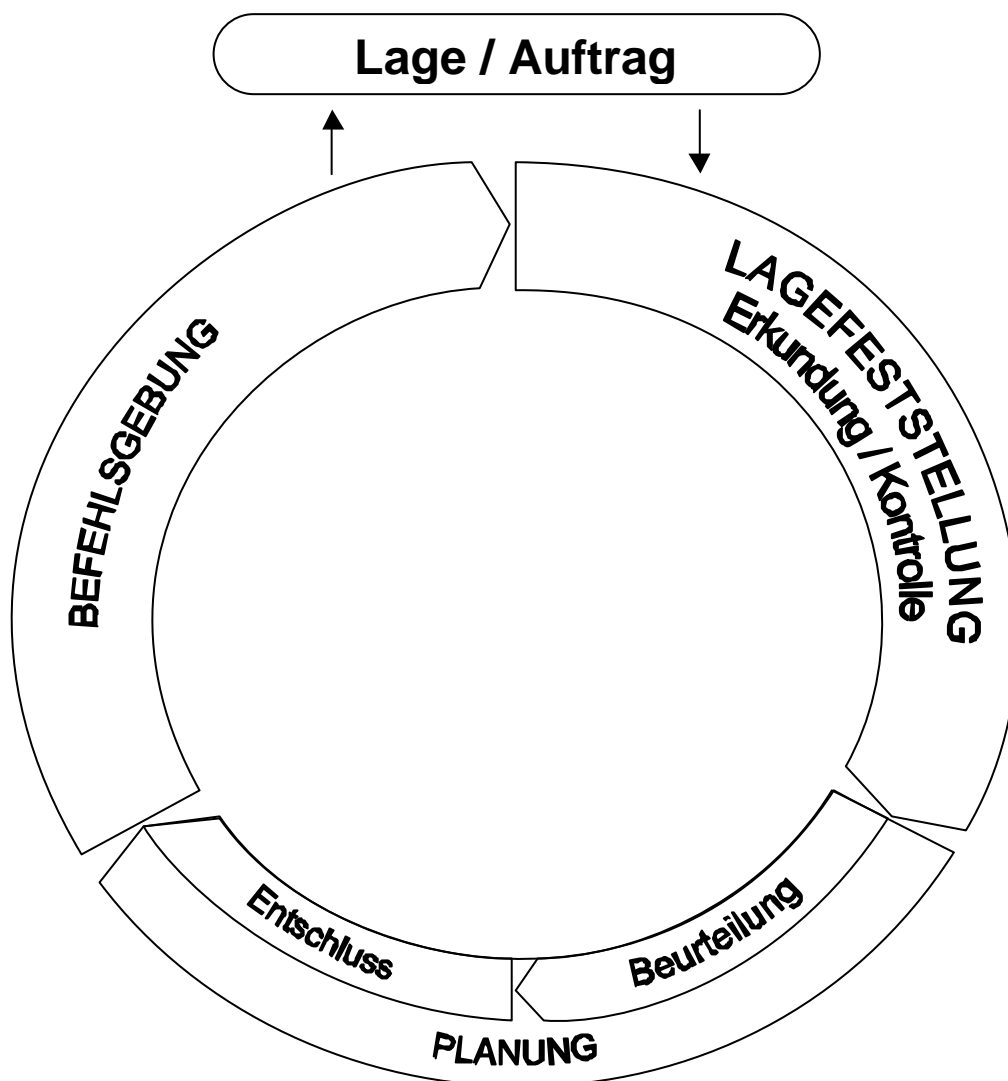 Lage / Auftrag
LAGEFESTSTELLUNG
Erkundung / Kontrolle
Beurteilung
Entschluss
PLANUNG
BEFEHLSGEBUNG